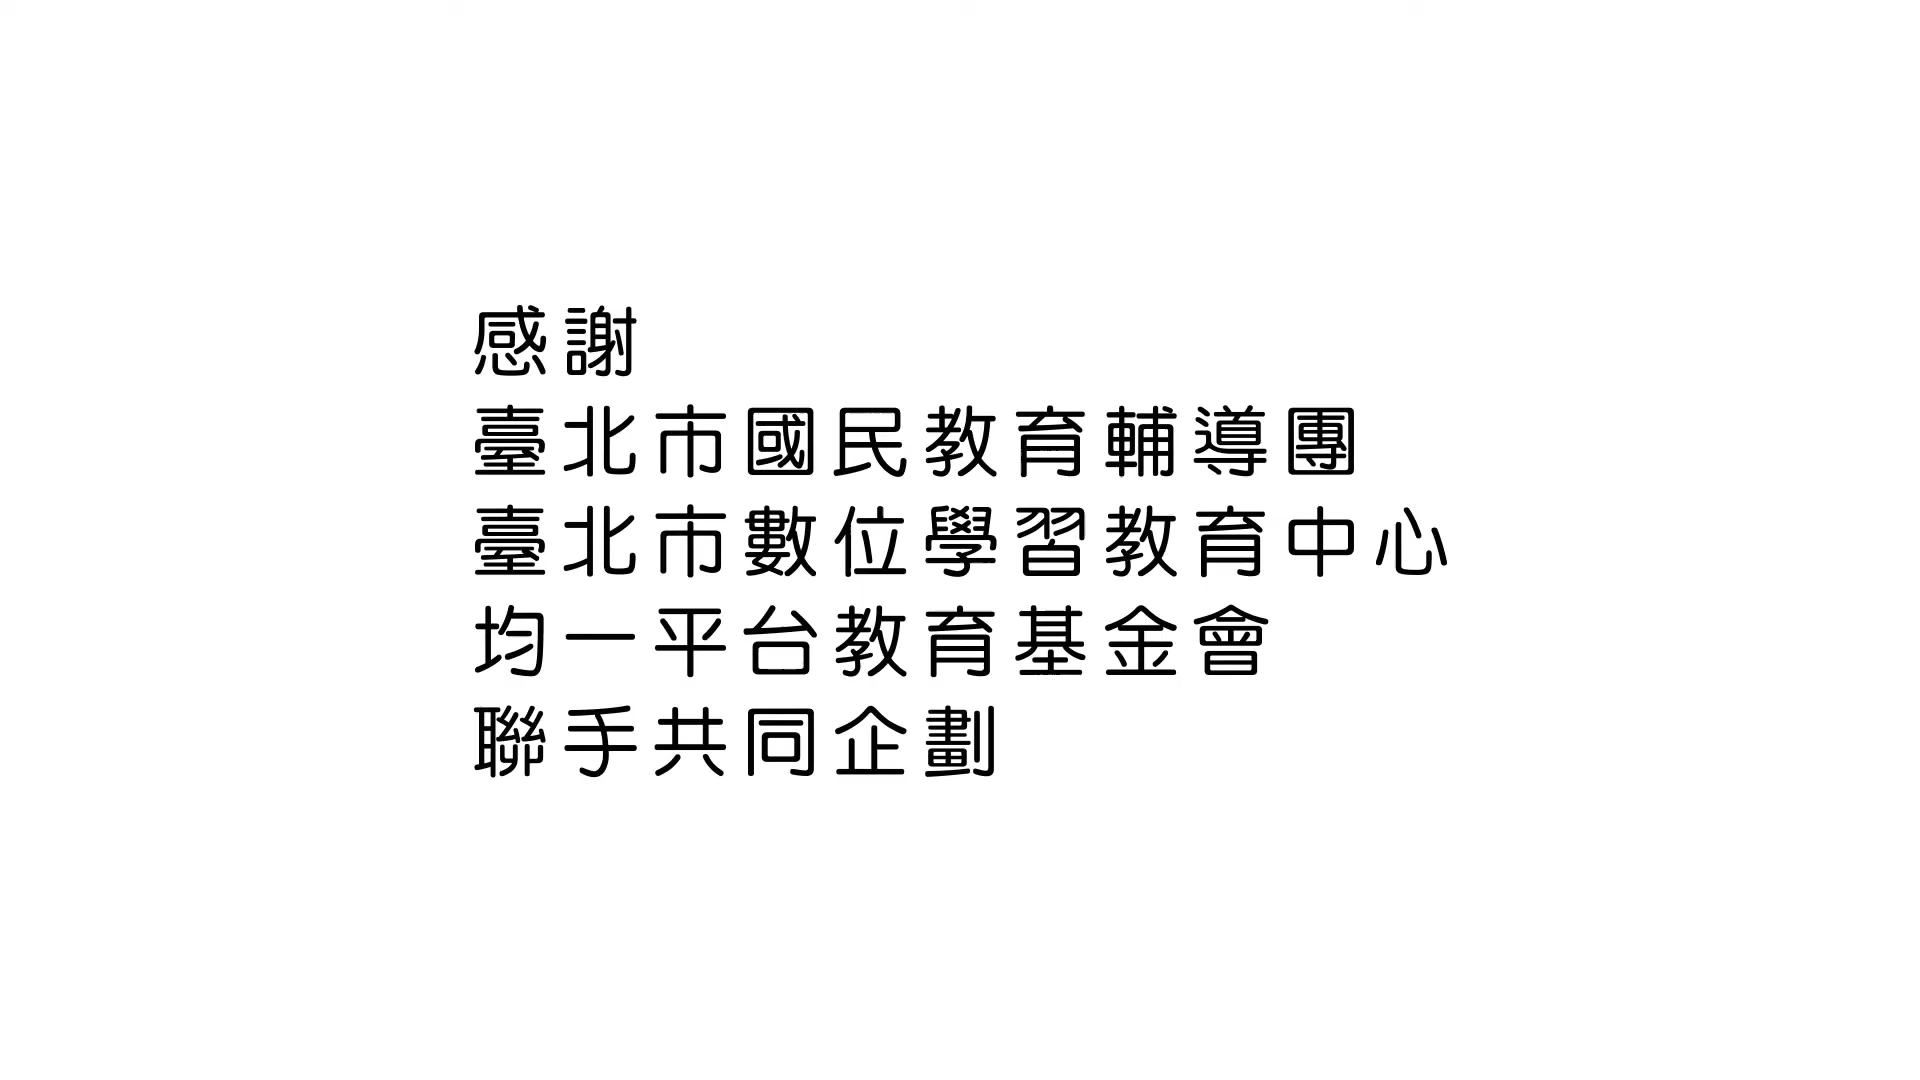 感謝
臺北市國民教育輔導團
臺北市數位學習教育中心
均一平台教育基金會
聯手共同企劃